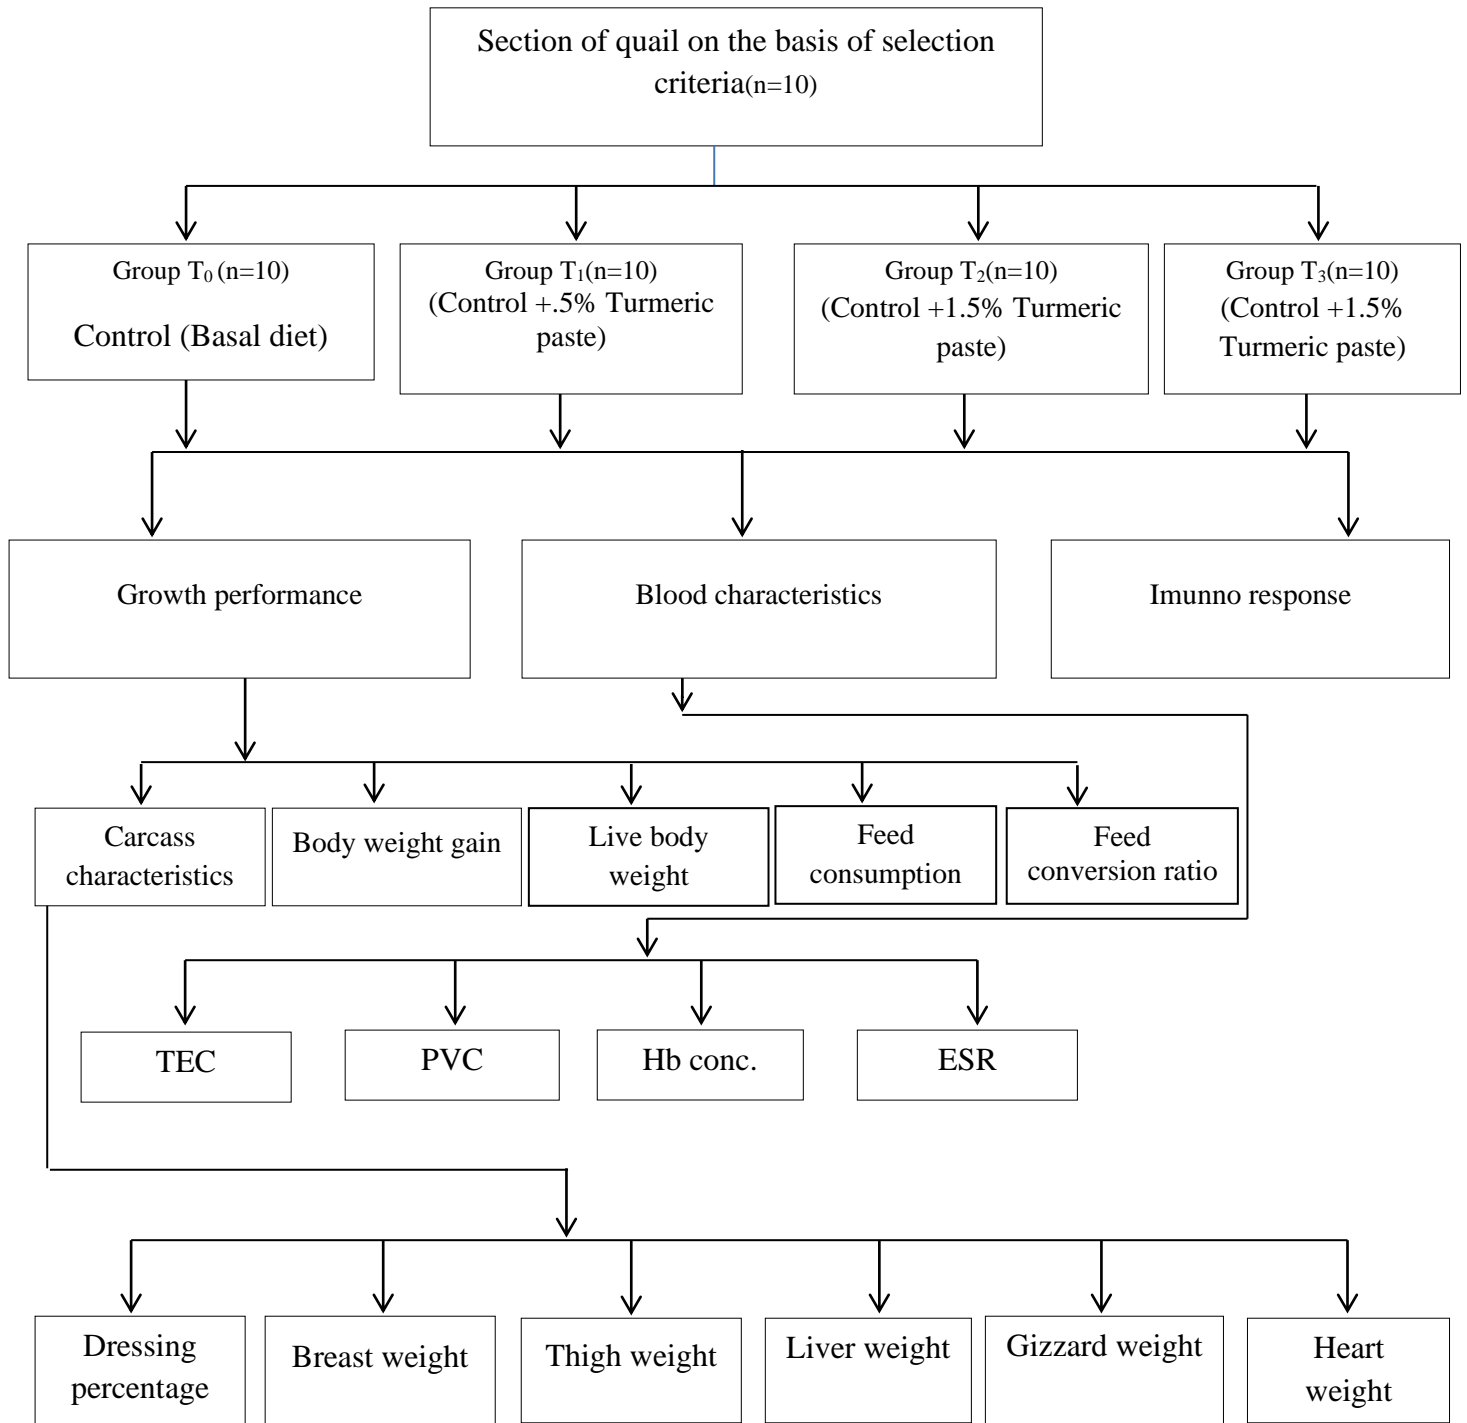 Section of quail on the basis of selection
criteria(n=10)
Group T₀ (n=10)
Control (Basal diet)
Group T₁(n=10)
(Control +.5% Turmeric
paste)
Group T₂(n=10)
(Control +1.5% Turmeric
paste)
Group T₃(n=10)
(Control +1.5%
Turmeric paste)
Growth performance
Blood characteristics
Imunno response
Carcass
characteristics
Body weight gain
Live body
weight
Feed
consumption
Feed
conversion ratio
TEC
PVC
Hb conc.
ESR
Dressing
percentage
Breast weight
Thigh weight
Liver weight
Gizzard weight
Heart
weight